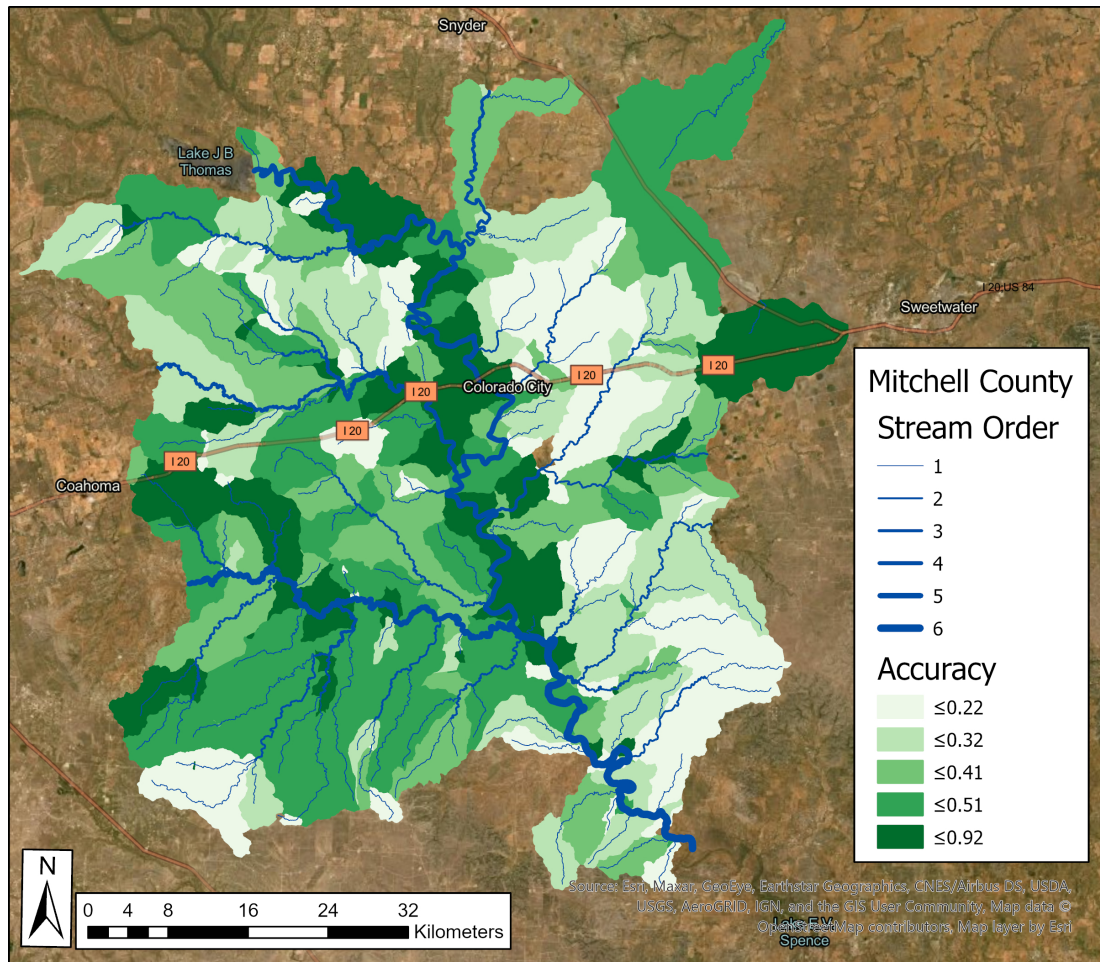 Snyder
Lake J B
Thomas
I 20;US 84
Sweetwater
I 20
I 20
Colorado City
I 20
I 20
I 20
Coahoma
Mitchell County
Stream Order
1
2
3
4
5
6
Accuracy
≤0.22
≤0.32
≤0.41
≤0.51
≤0.92
N
0 4 8 16 24 32
Kilometers
Source: Esri, Maxar, GeoEye, Earthstar Geographics, CNES/Airbus DS, USDA,
USGS, AeroGRID, IGN, and the GIS User Community, Map data ©
OpenStreetMap contributors, Map layer by Esri
Lake E V
Spence